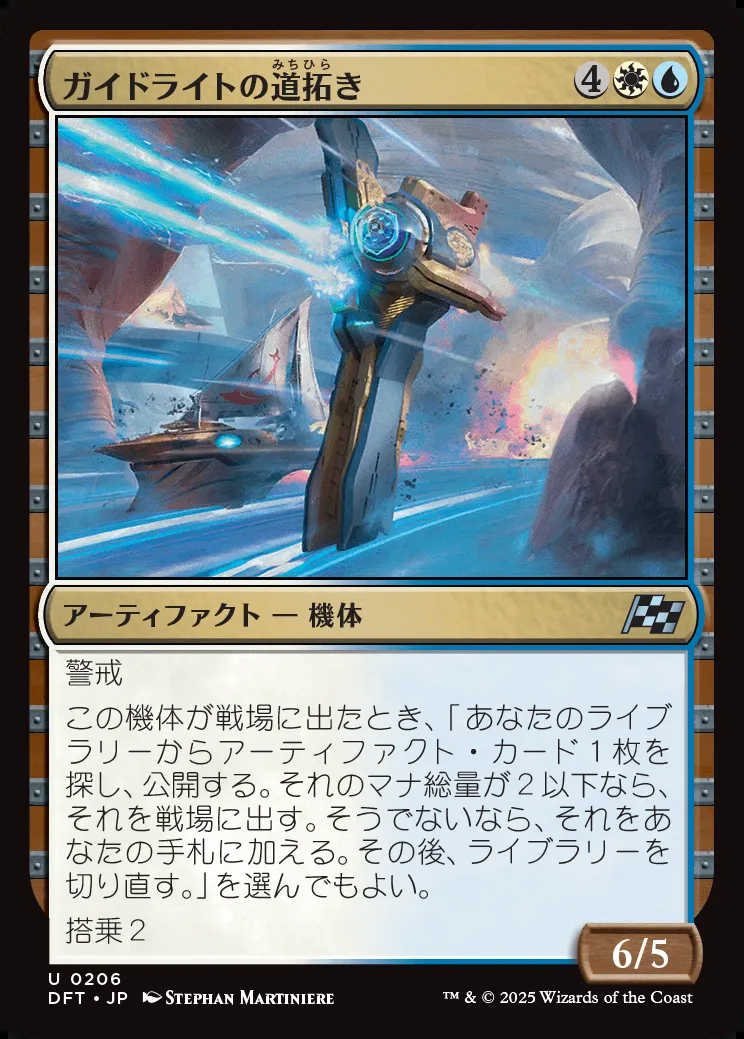 みちひら
ガイドライトの道拓き 4
アーティファクト — 機体
警戒
この機体が戦場に出たとき、「あなたのライブ
ラリーからアーティファクト・カード1枚を
探し、公開する。それのマナ総量が2以下なら、
それを戦場に出す。そうでないなら、それをあ
なたの手札に加える。その後、ライブラリーを
切り直す。」を選んでもよい。
搭乗2
6/5
U 0206
DFT • JP Stephan Martiniere
™ & © 2025 Wizards of the Coast